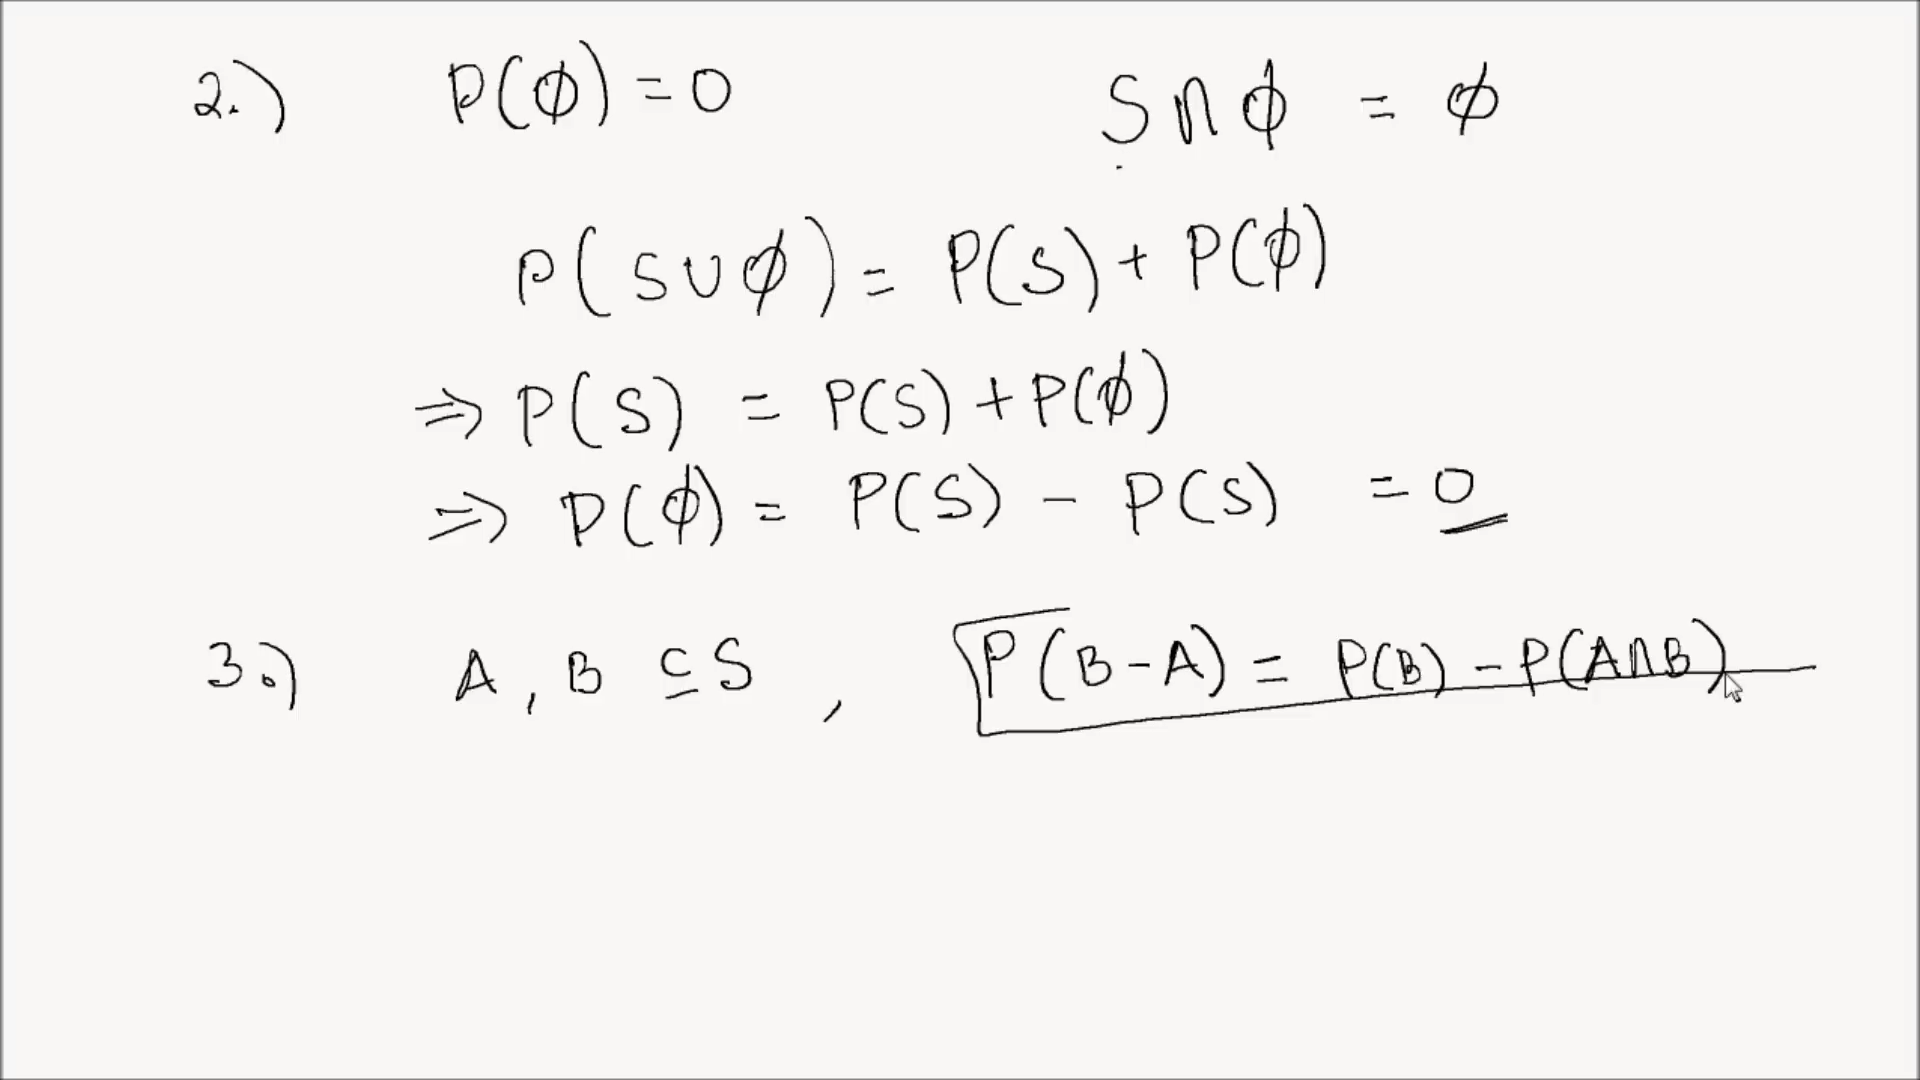 2.) P(ϕ) = 0 S ∩ ϕ = ϕ
P(S ∪ ϕ) = P(S) + P(ϕ)
⇒ P(S) = P(S) + P(ϕ)
⇒ P(ϕ) = P(S) - P(S) = 0
3.) A, B ⊆ S, P(B-A) = P(B) - P(A∩B)